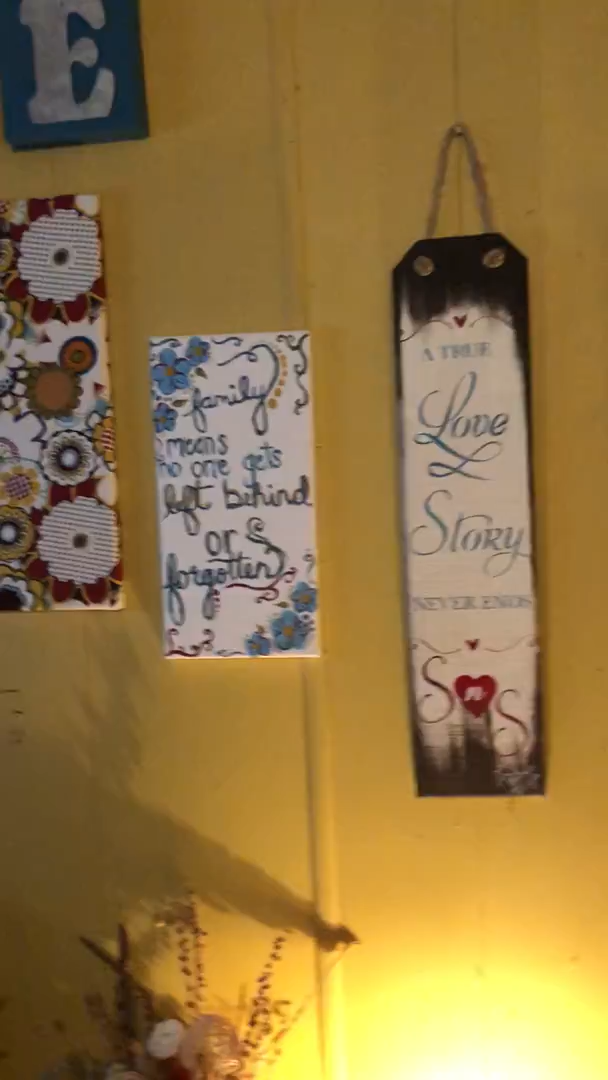 E
family
means
no one gets
left behind
or
forgotten
A TRUE
Love
Story
NEVER ENDS
S n S